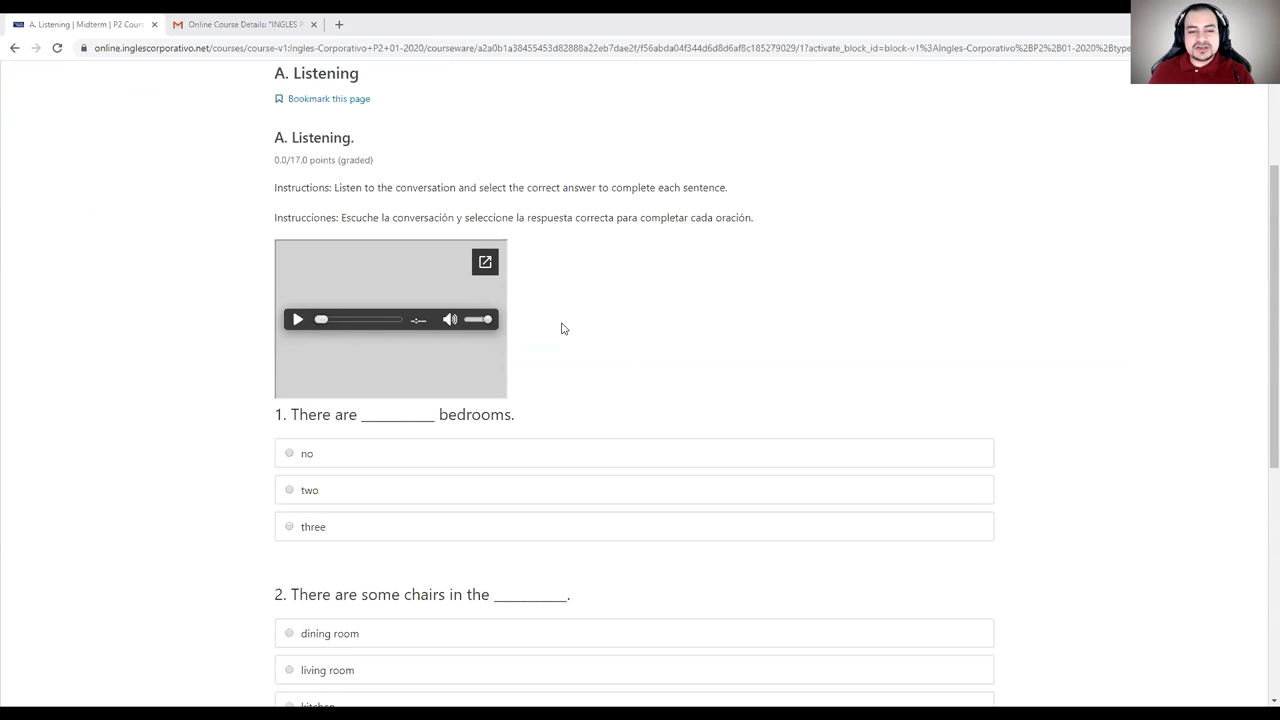 A. Listening | Midterm | P2 Cours
Online Course Details: "INGLES P
online.inglescorporativo.net/courses/course-v1:Ingles-Corporativo+P2+01-2020/courseware/a2a0b1a38455453d82888a22eb7dae2f/f56abda04f344d6d8d6af8c185279029/1?activate_block_id=block-v1%3AIngles-Corporativo%2BP2%2B01-2020%2Btype
A. Listening
Bookmark this page
A. Listening.
0.0/17.0 points (graded)
Instructions: Listen to the conversation and select the correct answer to complete each sentence.
Instrucciones: Escuche la conversación y seleccione la respuesta correcta para completar cada oración.
-:--
1. There are __________ bedrooms.
no
two
three
2. There are some chairs in the __________.
dining room
living room
kitchen